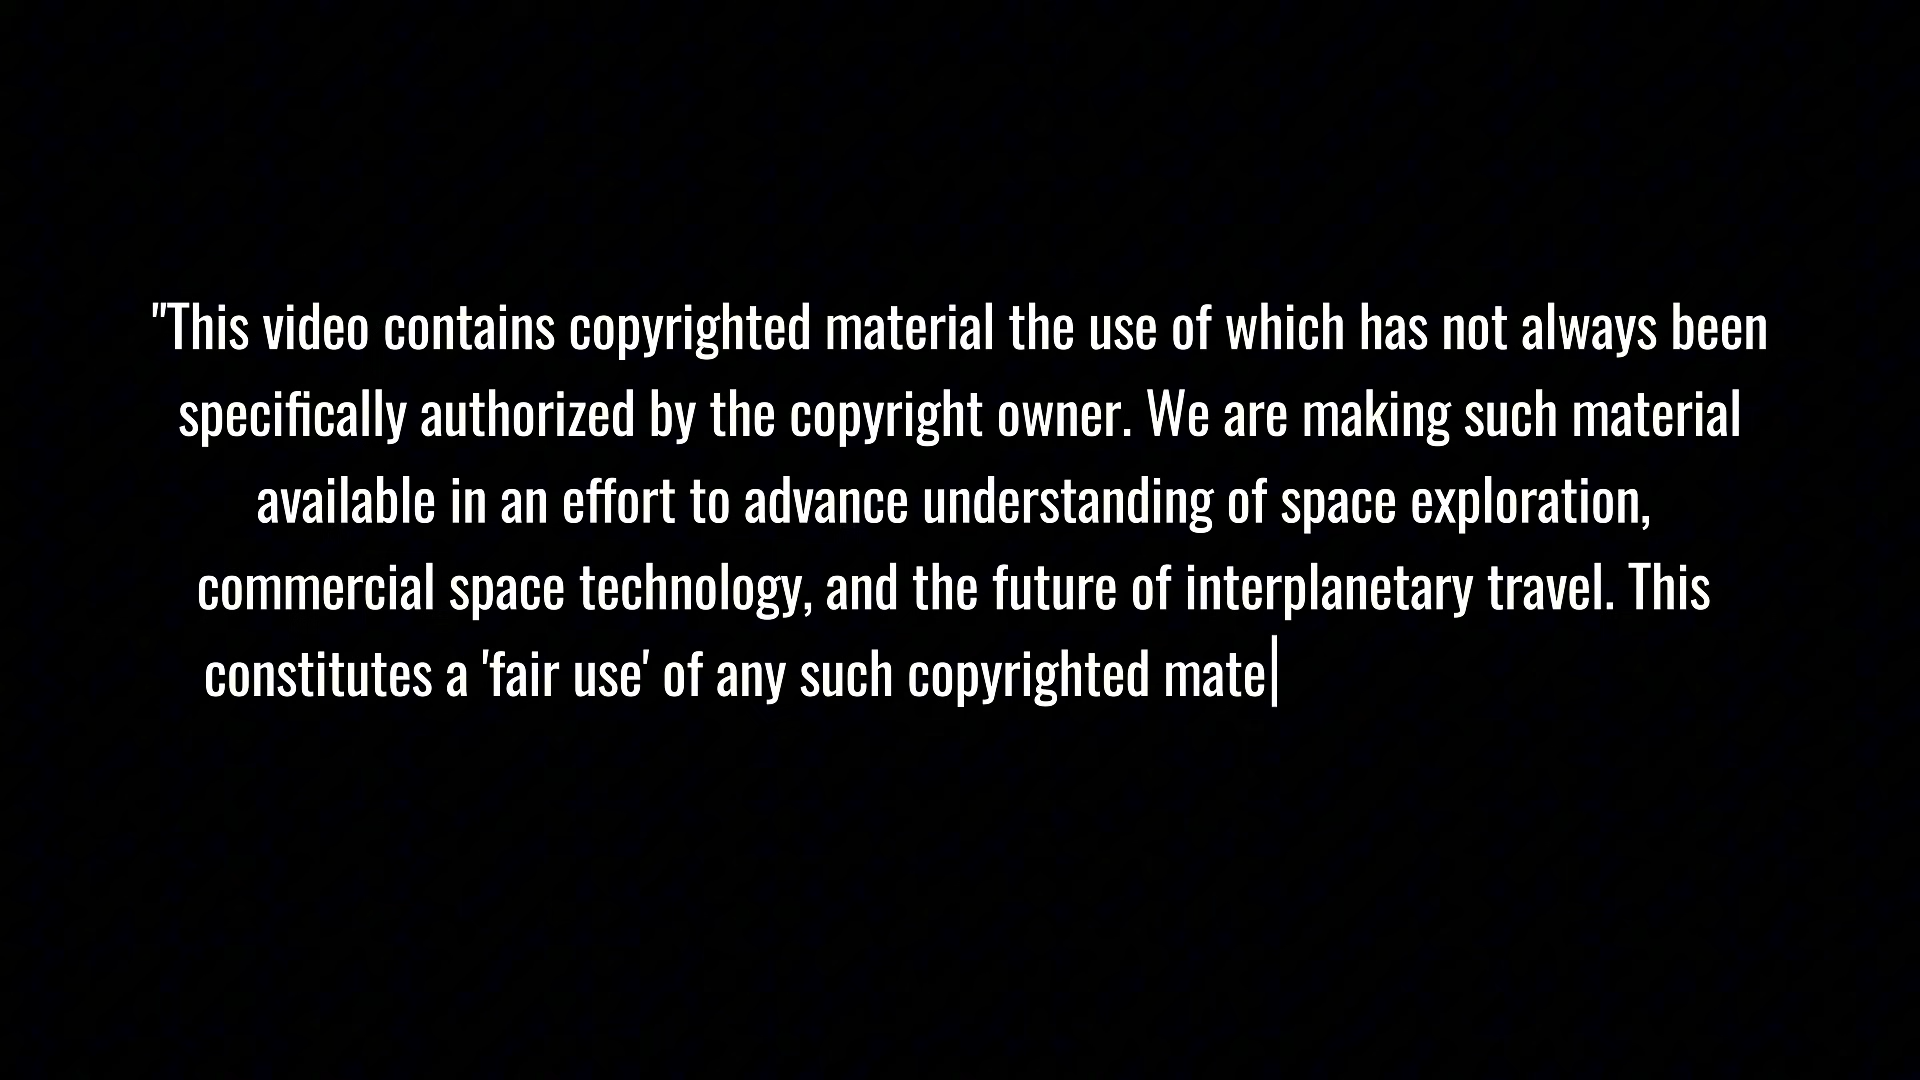 "This video contains copyrighted material the use of which has not always been
specifically authorized by the copyright owner. We are making such material
available in an effort to advance understanding of space exploration,
commercial space technology, and the future of interplanetary travel. This
constitutes a 'fair use' of any such copyrighted mate